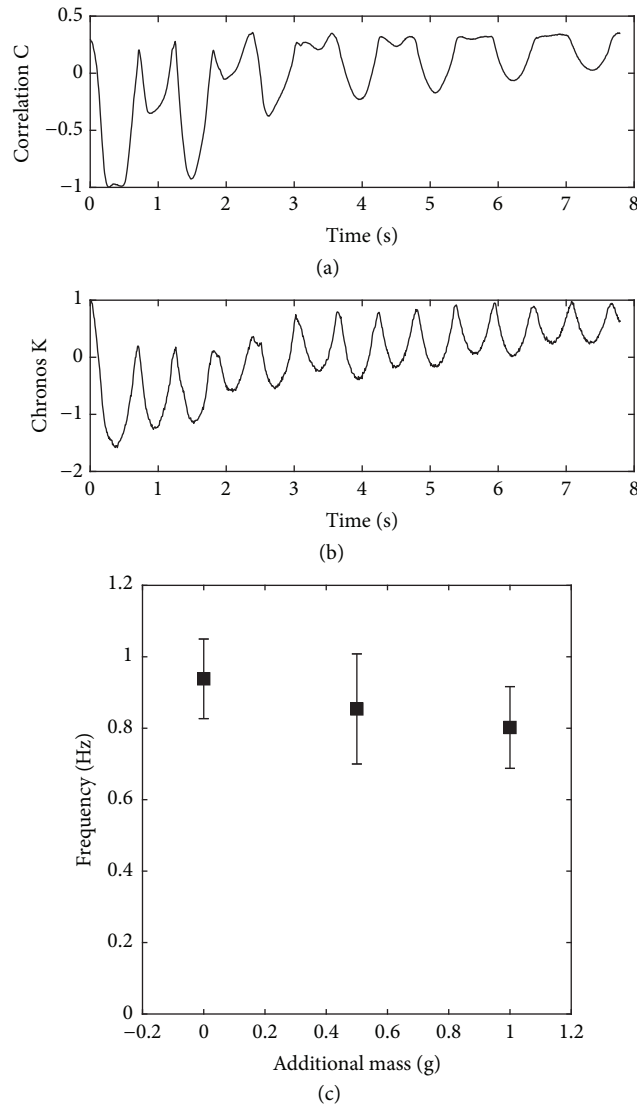 0.5
0
−0.5
−1
Correlation C
0 1 2 3 4 5 6 7 8
Time (s)
(a)
1
0
−1
−2
Chronos K
0 1 2 3 4 5 6 7 8
Time (s)
(b)
1.2
1
0.8
0.6
0.4
0.2
0
Frequency (Hz)
−0.2 0 0.2 0.4 0.6 0.8 1 1.2
Additional mass (g)
(c)